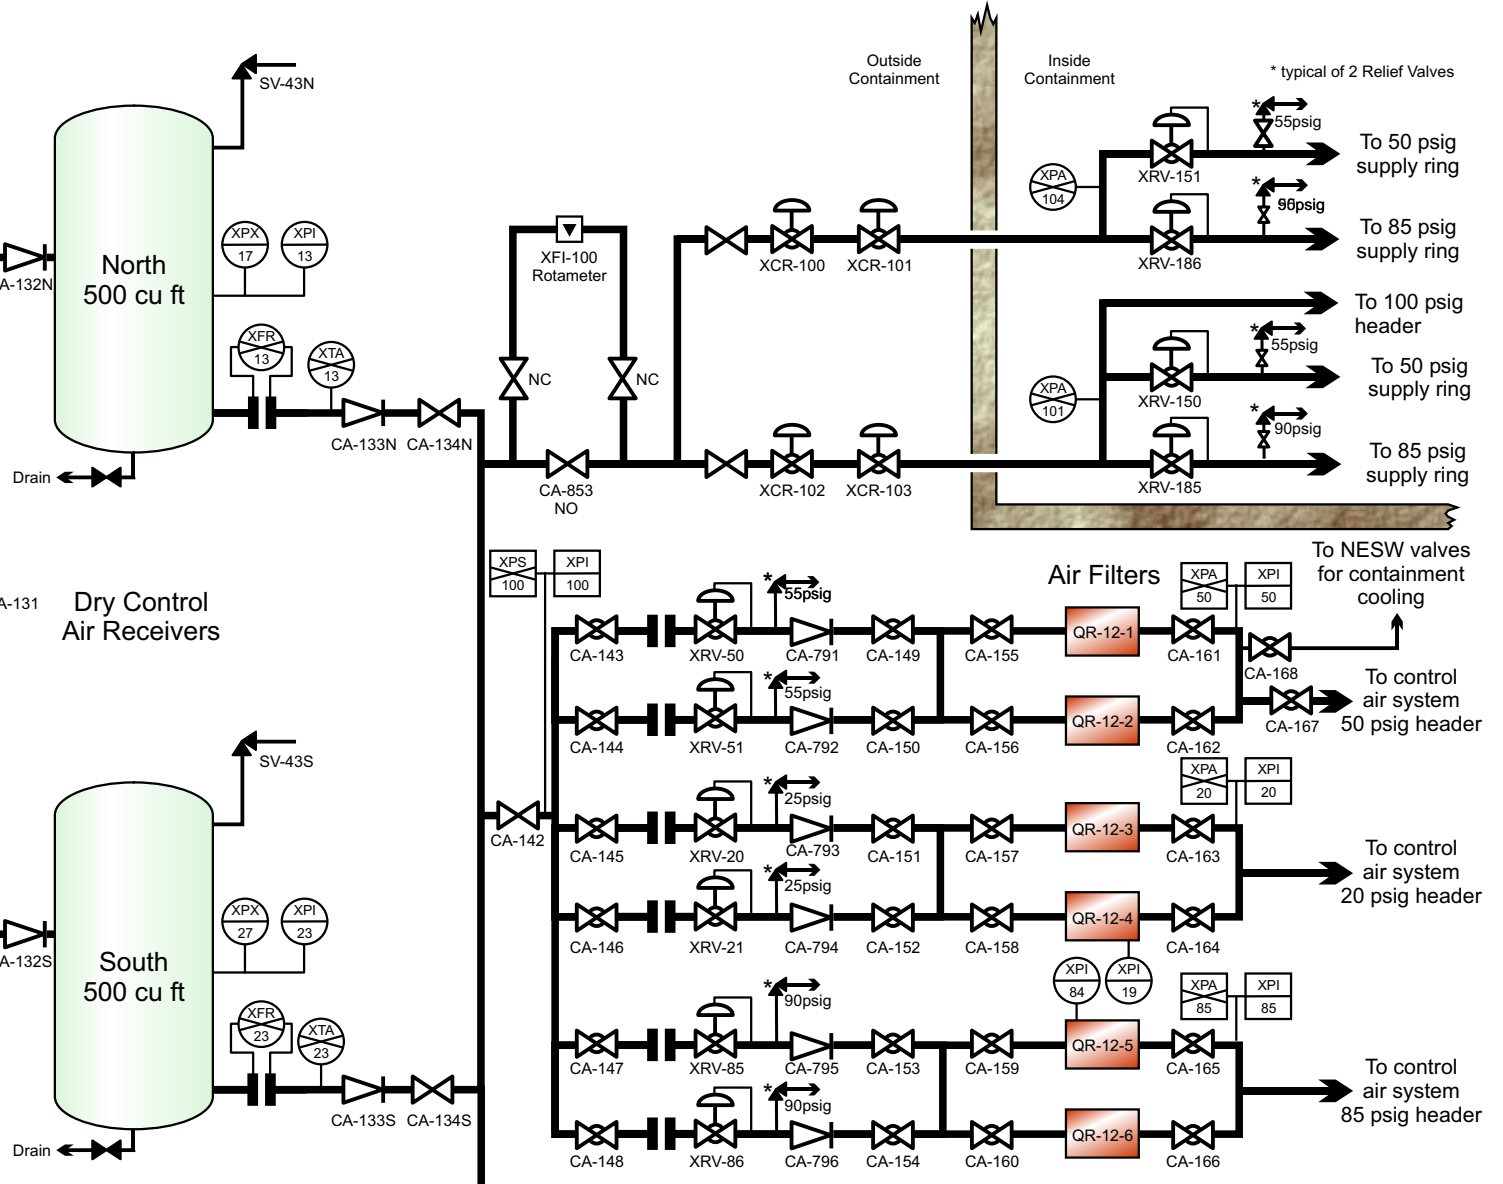 Outside
Containment
Inside
Containment
* typical of 2 Relief Valves
SV-43N
*
55psig
To 50 psig
supply ring
XRV-151
XPA
104
*
To 85 psig
supply ring
XRV-186
XPX
17
XPI
13
North
500 cu ft
A-132N
XFI-100
Rotameter
XCR-100
XCR-101
To 100 psig
header
XFR
13
XTA
13
NC
NC
*
55psig
To 50 psig
supply ring
XRV-150
XPA
101
CA-133N
CA-134N
*
90psig
To 85 psig
supply ring
XRV-185
Drain
CA-853
NO
XCR-102
XCR-103
XPS
100
XPI
100
Air Filters
XPA
50
XPI
50
To NESW valves
for containment
cooling
A-131
Dry Control
Air Receivers
*
55psig
QR-12-1
CA-143
XRV-50
CA-791
CA-149
CA-155
CA-161
CA-168
*
55psig
QR-12-2
CA-144
XRV-51
CA-792
CA-150
CA-156
CA-162
CA-167
To control
air system
50 psig header
SV-43S
XPA
20
XPI
20
*
25psig
QR-12-3
CA-142
CA-145
XRV-20
CA-793
CA-151
CA-157
CA-163
To control
air system
20 psig header
*
25psig
QR-12-4
CA-146
XRV-21
CA-794
CA-152
CA-158
CA-164
XPX
27
XPI
23
A-132S
South
500 cu ft
XPI
84
XPI
19
XPA
85
XPI
85
XFR
23
XTA
23
*
90psig
QR-12-5
CA-147
XRV-85
CA-795
CA-153
CA-159
CA-165
To control
air system
85 psig header
CA-133S
CA-134S
*
90psig
QR-12-6
CA-148
XRV-86
CA-796
CA-154
CA-160
CA-166
Drain